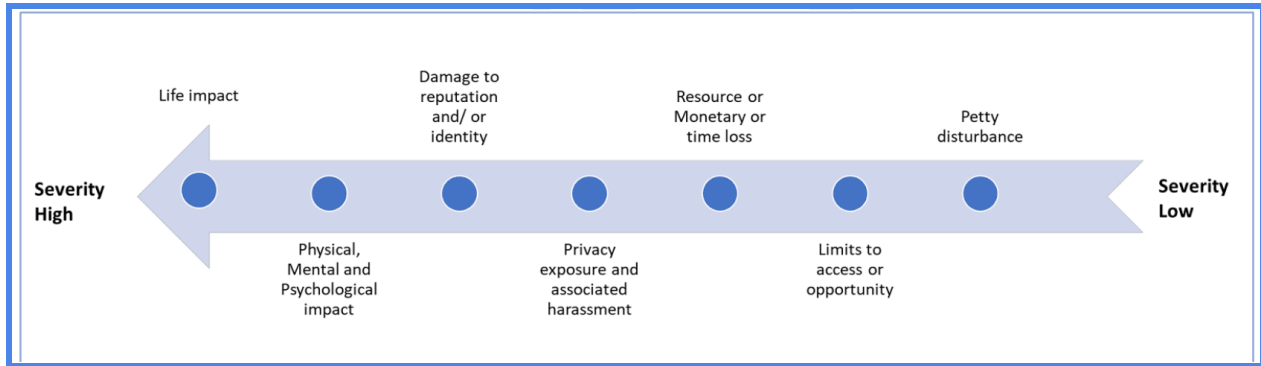 Severity
High
Life impact
Physical,
Mental and
Psychological
impact
Damage to
reputation
and/ or
identity
Privacy
exposure and
associated
harassment
Resource or
Monetary or
time loss
Limits to
access or
opportunity
Petty
disturbance
Severity
Low